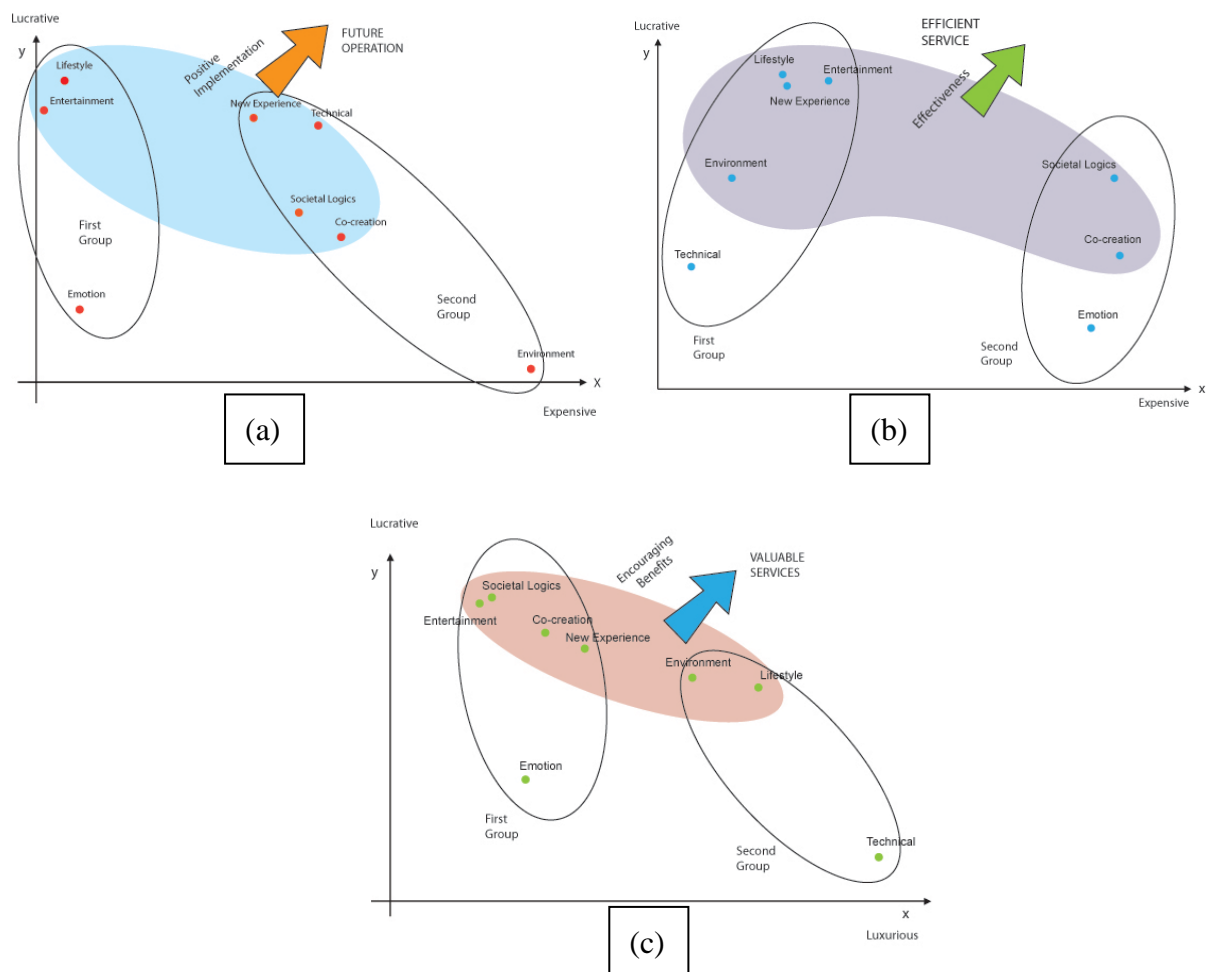 Lucrative
y
FUTURE
OPERATION
Positive
Implementation
Lifestyle
Entertainment
New Experience
Technical
Societal Logics
Co-creation
First
Group
Emotion
Second
Group
Environment
X
Expensive
(a)
Lucrative
y
EFFICIENT
SERVICE
Effectiveness
Lifestyle
Entertainment
New Experience
Environment
Societal Logics
Technical
Co-creation
Emotion
First
Group
Second
Group
x
Expensive
(b)
Lucrative
y
Encouraging
Benefits
VALUABLE
SERVICES
Societal Logics
Entertainment
Co-creation
New Experience
Environment
Lifestyle
Emotion
First
Group
Technical
Second
Group
x
Luxurious
(c)